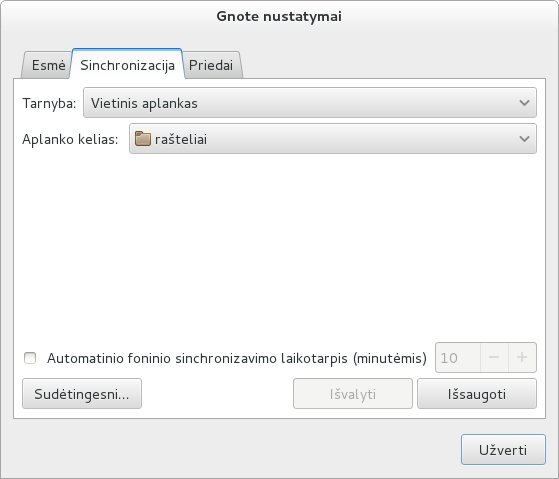 Gnote nustatymai
Esmė Sinchronizacija Priedai
Tarnyba: Vietinis aplankas
Aplanko kelias: rašteliai
Automatinio foninio sinchronizavimo laikotarpis (minutėmis) 10 − +
Sudėtingesni... Išvalyti Išsaugoti
Užverti